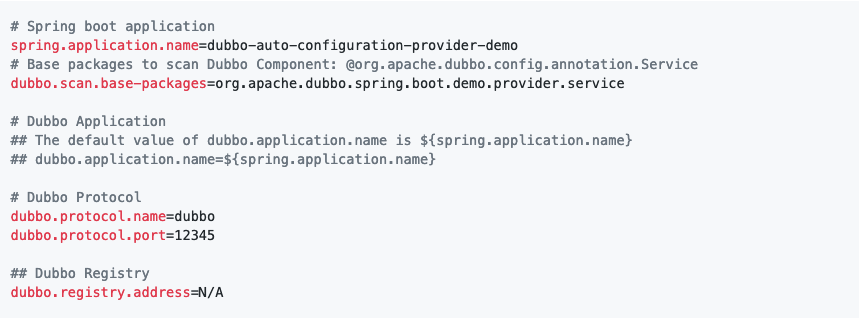 # Spring boot application
spring.application.name=dubbo-auto-configuration-provider-demo
# Base packages to scan Dubbo Component: @org.apache.dubbo.config.annotation.Service
dubbo.scan.base-packages=org.apache.dubbo.spring.boot.demo.provider.service

# Dubbo Application
## The default value of dubbo.application.name is ${spring.application.name}
## dubbo.application.name=${spring.application.name}

# Dubbo Protocol
dubbo.protocol.name=dubbo
dubbo.protocol.port=12345

## Dubbo Registry
dubbo.registry.address=N/A